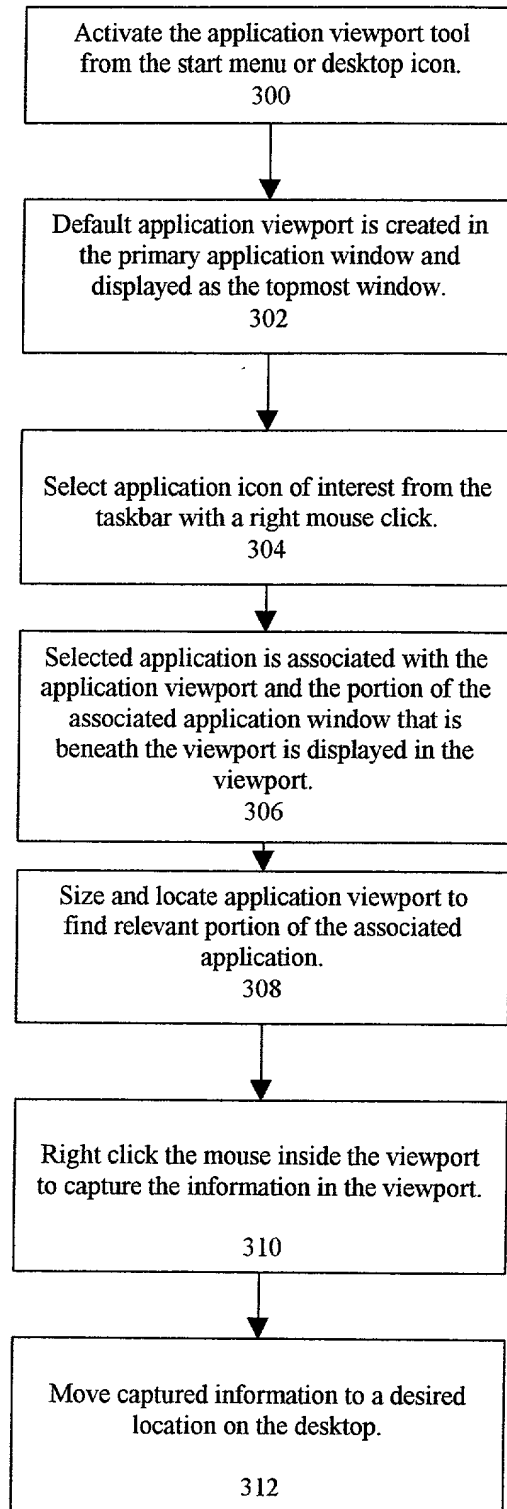 Activate the application viewport tool
from the start menu or desktop icon.
300
Default application viewport is created in
the primary application window and
displayed as the topmost window.
302
Select application icon of interest from the
taskbar with a right mouse click.
304
Selected application is associated with the
application viewport and the portion of the
associated application window that is
beneath the viewport is displayed in the
viewport.
306
Size and locate application viewport to
find relevant portion of the associated
application.
308
Right click the mouse inside the viewport
to capture the information in the viewport.
310
Move captured information to a desired
location on the desktop.
312